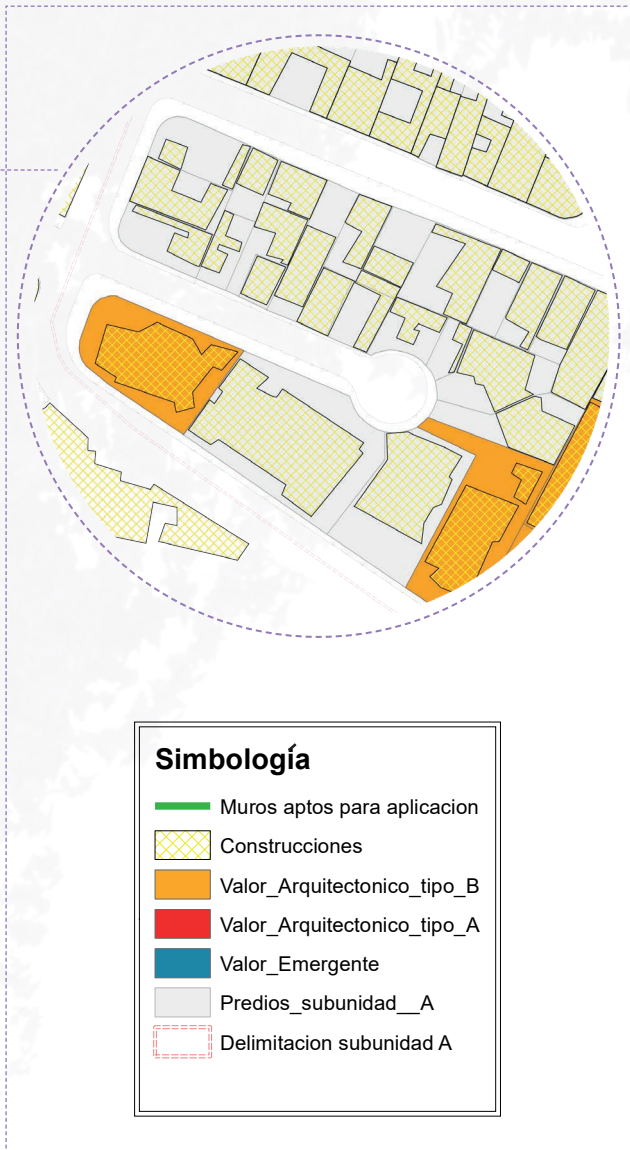 Simbología
Muros aptos para aplicacion
Construcciones
Valor_Arquitectonico_tipo_B
Valor_Arquitectonico_tipo_A
Valor_Emergente
Predios_subunidad__A
Delimitacion subunidad A